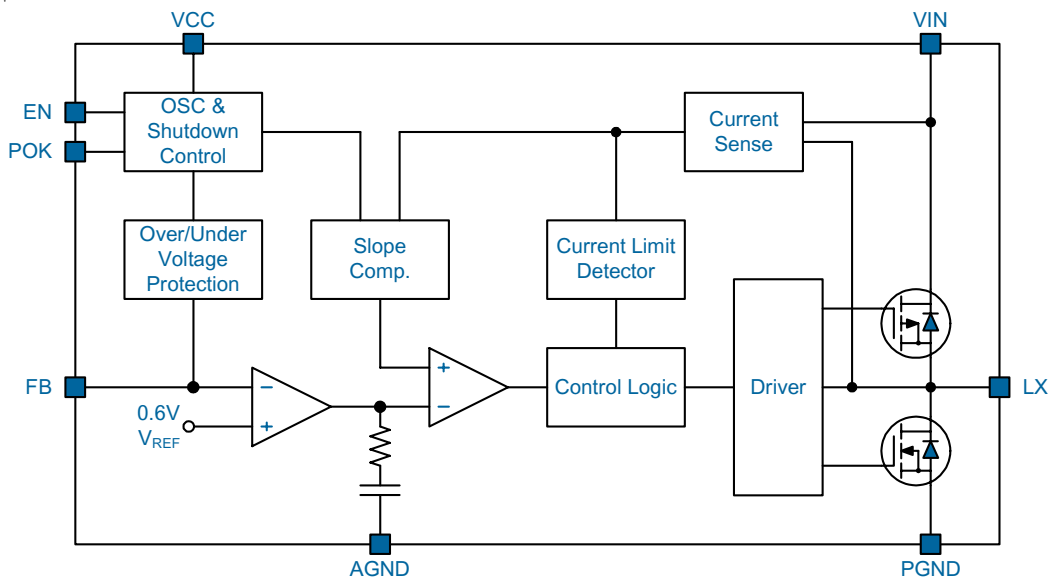 VCC
VIN
EN
POK
OSC &
Shutdown
Control
Current
Sense
Over/Under
Voltage
Protection
Slope
Comp.
Current Limit
Detector
FB
0.6V
VREF
−
+
+
−
Control Logic
Driver
LX
AGND
PGND